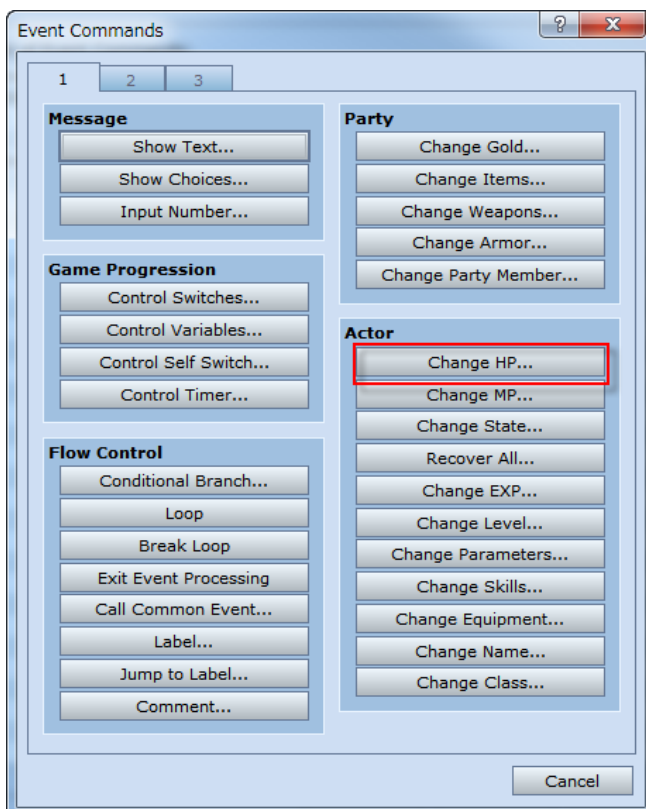 Event Commands
1
2
3
Message
Show Text...
Show Choices...
Input Number...
Game Progression
Control Switches...
Control Variables...
Control Self Switch...
Control Timer...
Flow Control
Conditional Branch...
Loop
Break Loop
Exit Event Processing
Call Common Event...
Label...
Jump to Label...
Comment...
Party
Change Gold...
Change Items...
Change Weapons...
Change Armor...
Change Party Member...
Actor
Change HP...
Change MP...
Change State...
Recover All...
Change EXP...
Change Level...
Change Parameters...
Change Skills...
Change Equipment...
Change Name...
Change Class...
Cancel